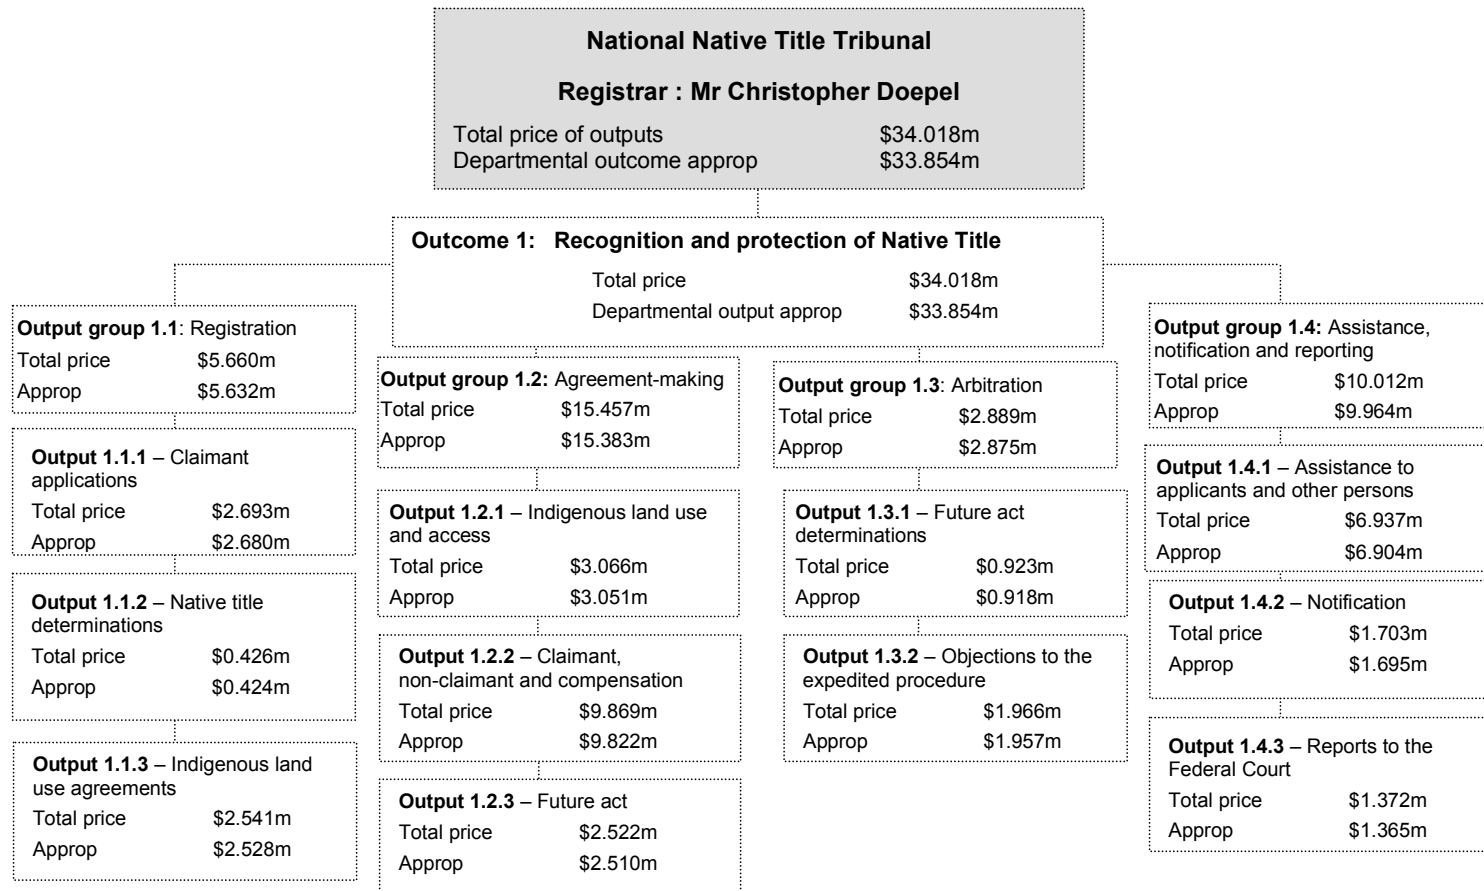 National Native Title Tribunal
Registrar : Mr Christopher Doepel
Total price of outputs $34.018m
Departmental outcome approp $33.854m
Outcome 1: Recognition and protection of Native Title
Total price $34.018m
Departmental output approp $33.854m
Output group 1.1: Registration
Total price $5.660m
Approp $5.632m
Output 1.1.1 – Claimant
applications
Total price $2.693m
Approp $2.680m
Output 1.1.2 – Native title
determinations
Total price $0.426m
Approp $0.424m
Output 1.1.3 – Indigenous land
use agreements
Total price $2.541m
Approp $2.528m
Output group 1.2: Agreement-making
Total price $15.457m
Approp $15.383m
Output 1.2.1 – Indigenous land use
and access
Total price $3.066m
Approp $3.051m
Output 1.2.2 – Claimant,
non-claimant and compensation
Total price $9.869m
Approp $9.822m
Output 1.2.3 – Future act
Total price $2.522m
Approp $2.510m
Output group 1.3: Arbitration
Total price $2.889m
Approp $2.875m
Output 1.3.1 – Future act
determinations
Total price $0.923m
Approp $0.918m
Output 1.3.2 – Objections to the
expedited procedure
Total price $1.966m
Approp $1.957m
Output group 1.4: Assistance,
notification and reporting
Total price $10.012m
Approp $9.964m
Output 1.4.1 – Assistance to
applicants and other persons
Total price $6.937m
Approp $6.904m
Output 1.4.2 – Notification
Total price $1.703m
Approp $1.695m
Output 1.4.3 – Reports to the
Federal Court
Total price $1.372m
Approp $1.365m